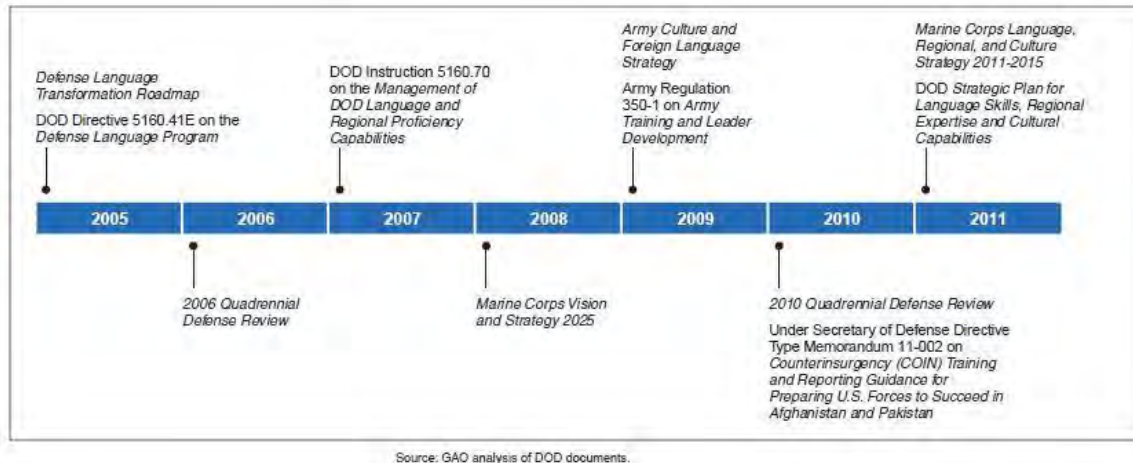 Defense Language
Transformation Roadmap
DOD Directive 5160.41E on the
Defense Language Program
DOD Instruction 5160.70
on the Management of
DOD Language and
Regional Proficiency
Capabilities
Army Culture and
Foreign Language
Strategy
Army Regulation
350-1 on Army
Training and Leader
Development
Marine Corps Language,
Regional, and Culture
Strategy 2011-2015
DOD Strategic Plan for
Language Skills, Regional
Expertise and Cultural
Capabilities
2005 2006 2007 2008 2009 2010 2011
2006 Quadrennial
Defense Review
Marine Corps Vision
and Strategy 2025
2010 Quadrennial Defense Review
Under Secretary of Defense Directive
Type Memorandum 11-002 on
Counterinsurgency (COIN) Training
and Reporting Guidance for
Preparing U.S. Forces to Succeed in
Afghanistan and Pakistan
Source: GAO analysis of DOD documents.